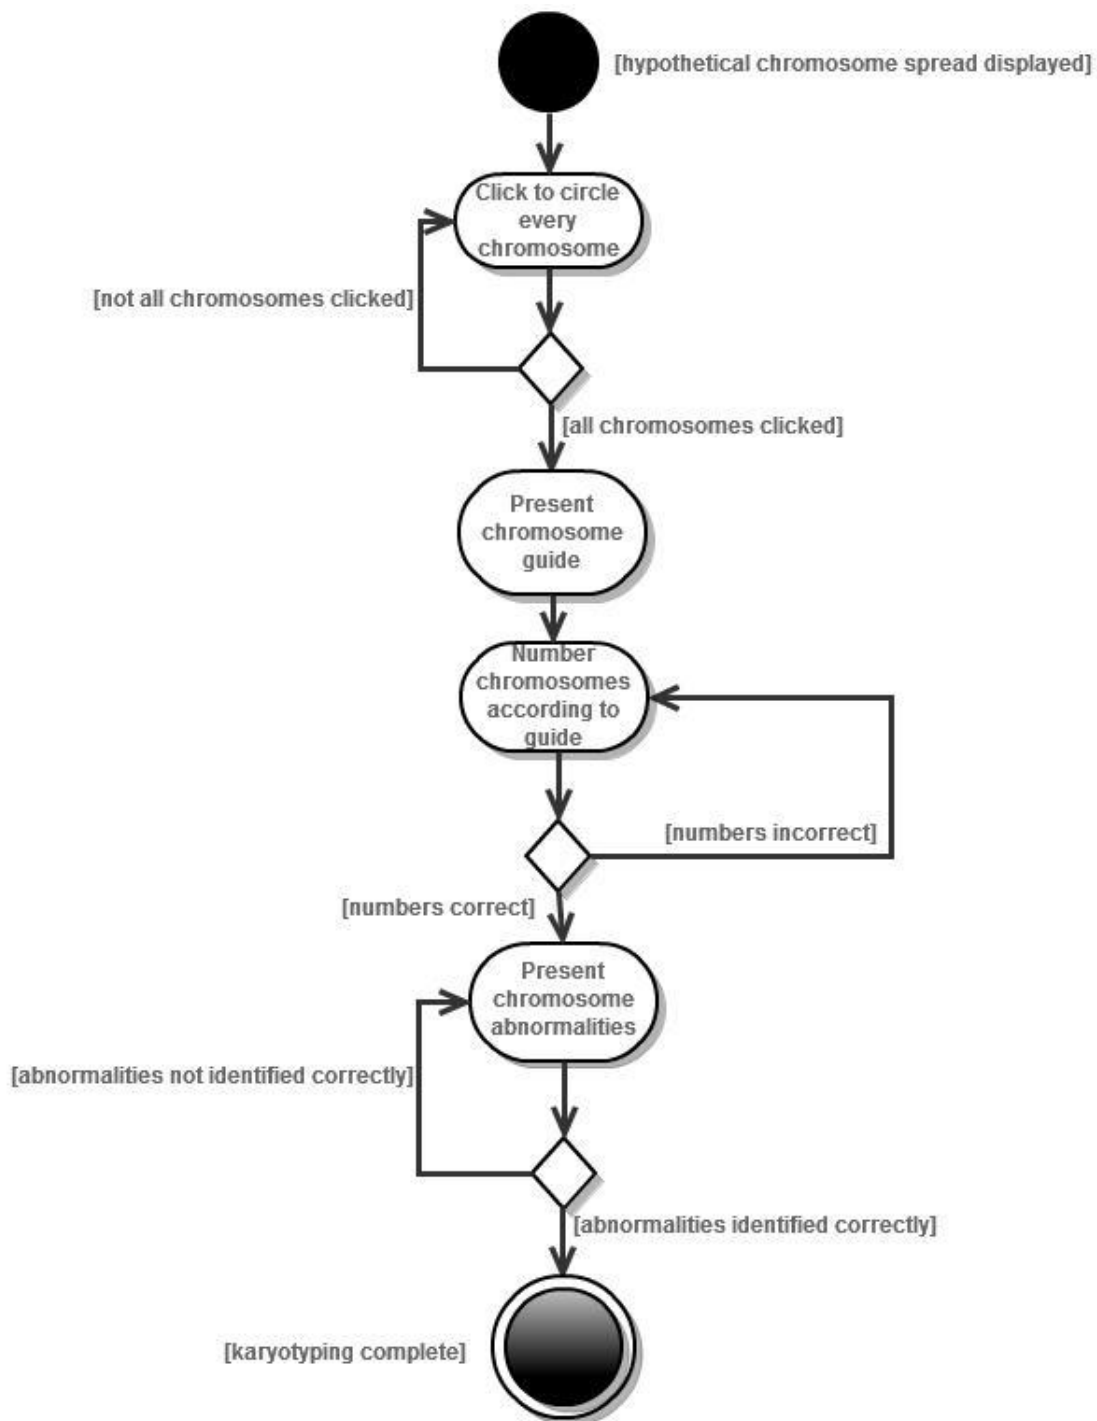 [hypothetical chromosome spread displayed]
Click to circle
every
chromosome
[not all chromosomes clicked]
[all chromosomes clicked]
Present
chromosome
guide
Number
chromosomes
according to
guide
[numbers incorrect]
[numbers correct]
Present
chromosome
abnormalities
[abnormalities not identified correctly]
[abnormalities identified correctly]
[karyotyping complete]